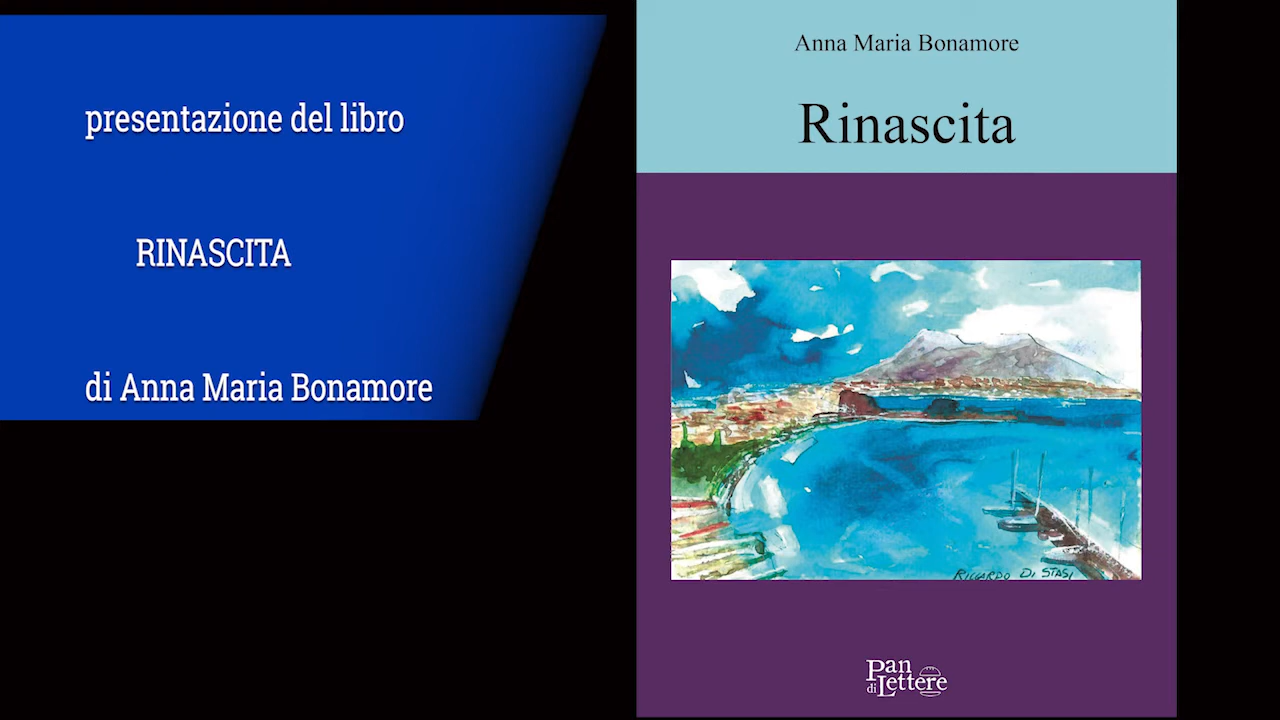 presentazione del libro
RINASCITA
di Anna Maria Bonamore
Anna Maria Bonamore
Rinascita
RICCARDO DI STASI
Pan
di Lettere